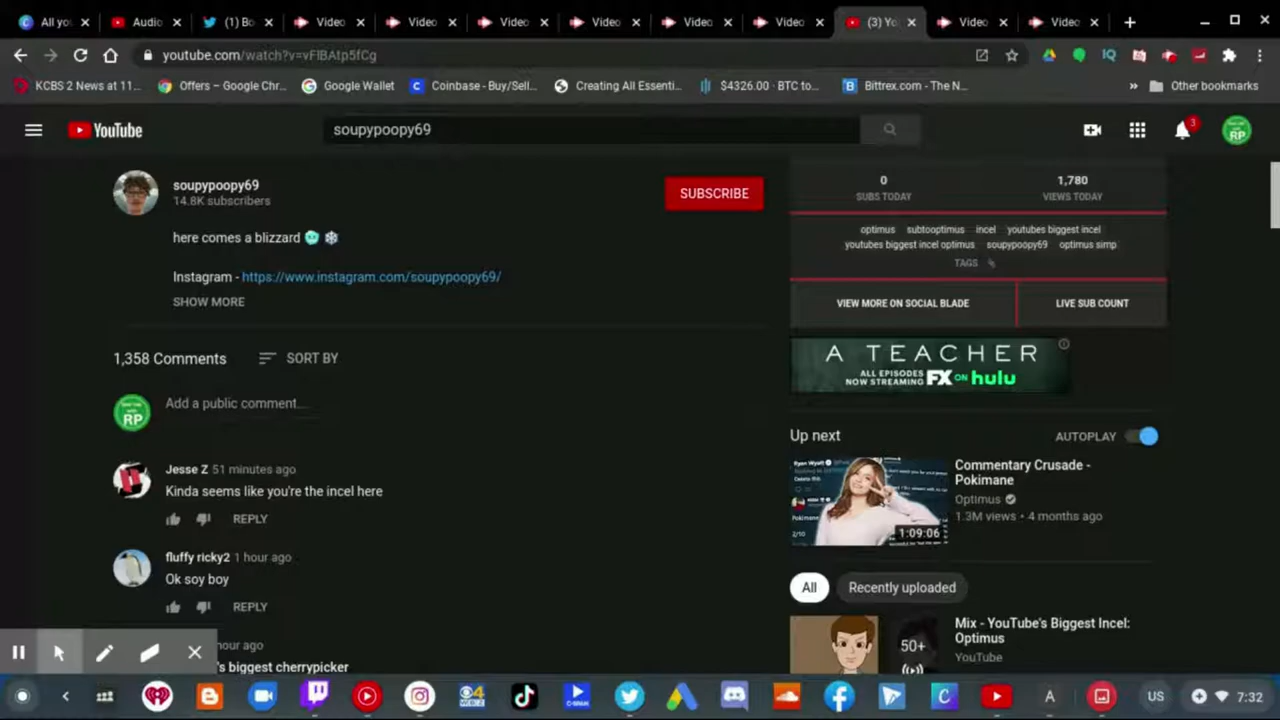 All yo
Audio
(1) Bo
Video
Video
Video
Video
Video
Video
(3) Yo
Video
Video
youtube.com/watch?v=vFlBAtp5fCg
KCBS 2 News at 11...
Offers – Google Chr...
Google Wallet
Coinbase - Buy/Sell...
Creating All Essenti...
$4326.00 · BTC to...
Bittrex.com - The N...
Other bookmarks
YouTube
soupypoopy69
3
RP
soupypoopy69
14.8K subscribers
SUBSCRIBE
here comes a blizzard
Instagram - https://www.instagram.com/soupypoopy69/
SHOW MORE
0
SUBS TODAY
1,780
VIEWS TODAY
optimus subtooptimus incel youtubes biggest incel
youtubes biggest incel optimus soupypoopy69 optimus simp
TAGS
VIEW MORE ON SOCIAL BLADE
LIVE SUB COUNT
A TEACHER
ALL EPISODES
NOW STREAMING FX ON hulu
1,358 Comments
SORT BY
RP
Add a public comment...
Jesse Z 51 minutes ago
Kinda seems like you're the incel here
REPLY
fluffy ricky2 1 hour ago
Ok soy boy
REPLY
hour ago
's biggest cherrypicker
Up next
AUTOPLAY
Ryan Wyatt
Pokimane
2/10
1:09:06
Commentary Crusade -
Pokimane
Optimus
1.3M views • 4 months ago
All
Recently uploaded
50+
Mix - YouTube's Biggest Incel:
Optimus
YouTube
US
7:32